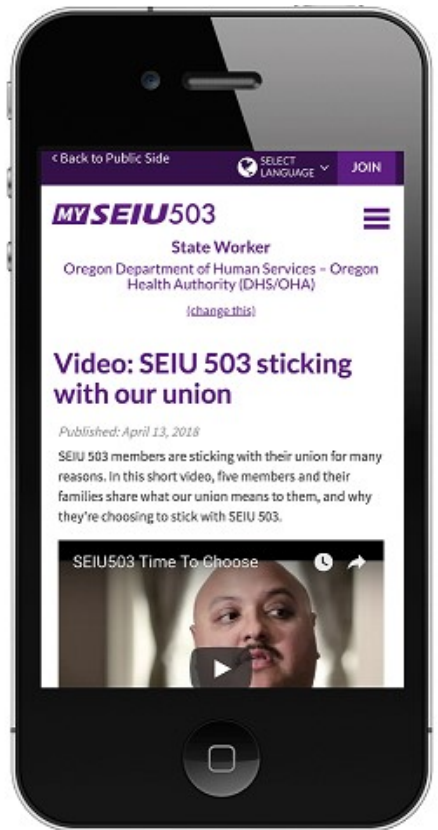 < Back to Public Side
SELECT
LANGUAGE
JOIN
MYSEIU503
State Worker
Oregon Department of Human Services – Oregon
Health Authority (DHS/OHA)
(change this)
Video: SEIU 503 sticking
with our union
Published: April 13, 2018
SEIU 503 members are sticking with their union for many
reasons. In this short video, five members and their
families share what our union means to them, and why
they're choosing to stick with SEIU 503.
SEIU503 Time To Choose